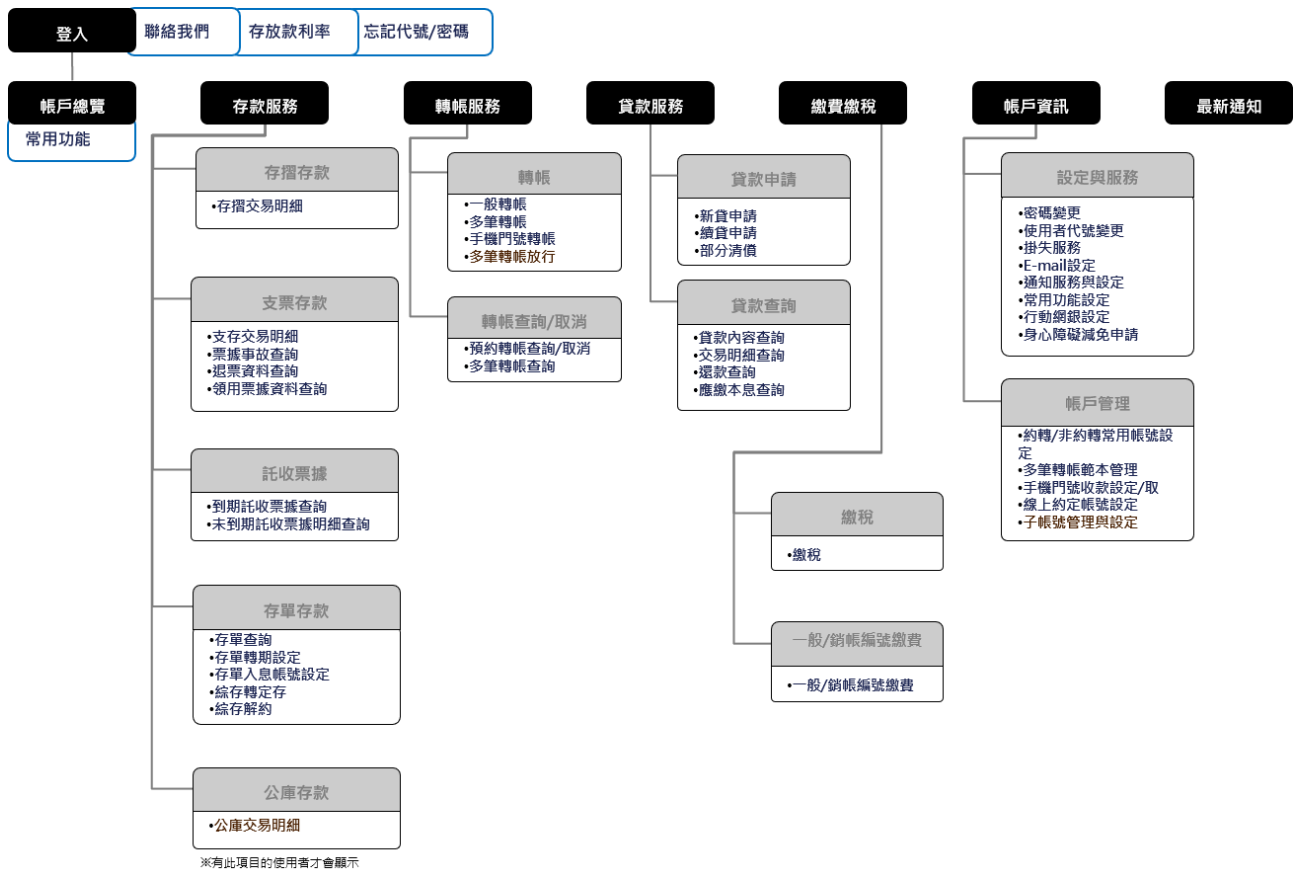 登入
聯絡我們
存放款利率
忘記代號/密碼
帳戶總覽
常用功能
存款服務
轉帳服務
貸款服務
繳費繳稅
帳戶資訊
最新通知
存摺存款
•存摺交易明細
支票存款
•支存交易明細
•票據事故查詢
•退票資料查詢
•領用票據資料查詢
託收票據
•到期託收票據查詢
•未到期託收票據明細查詢
存單存款
•存單查詢
•存單轉期設定
•存單入息帳號設定
•綜存轉定存
•綜存解約
公庫存款
•公庫交易明細
※有此項目的使用者才會顯示
轉帳
•一般轉帳
•多筆轉帳
•手機門號轉帳
•多筆轉帳放行
轉帳查詢/取消
•預約轉帳查詢/取消
•多筆轉帳查詢
貸款申請
•新貸申請
•續貸申請
•部分清償
貸款查詢
•貸款內容查詢
•交易明細查詢
•還款查詢
•應繳本息查詢
繳稅
•繳稅
一般/銷帳編號繳費
•一般/銷帳編號繳費
設定與服務
•密碼變更
•使用者代號變更
•掛失服務
•E-mail設定
•通知服務與設定
•常用功能設定
•行動網銀設定
•身心障礙減免申請
帳戶管理
•約轉/非約轉常用帳號設
定
•多筆轉帳範本管理
•手機門號收款設定/取
•線上約定帳號設定
•子帳號管理與設定